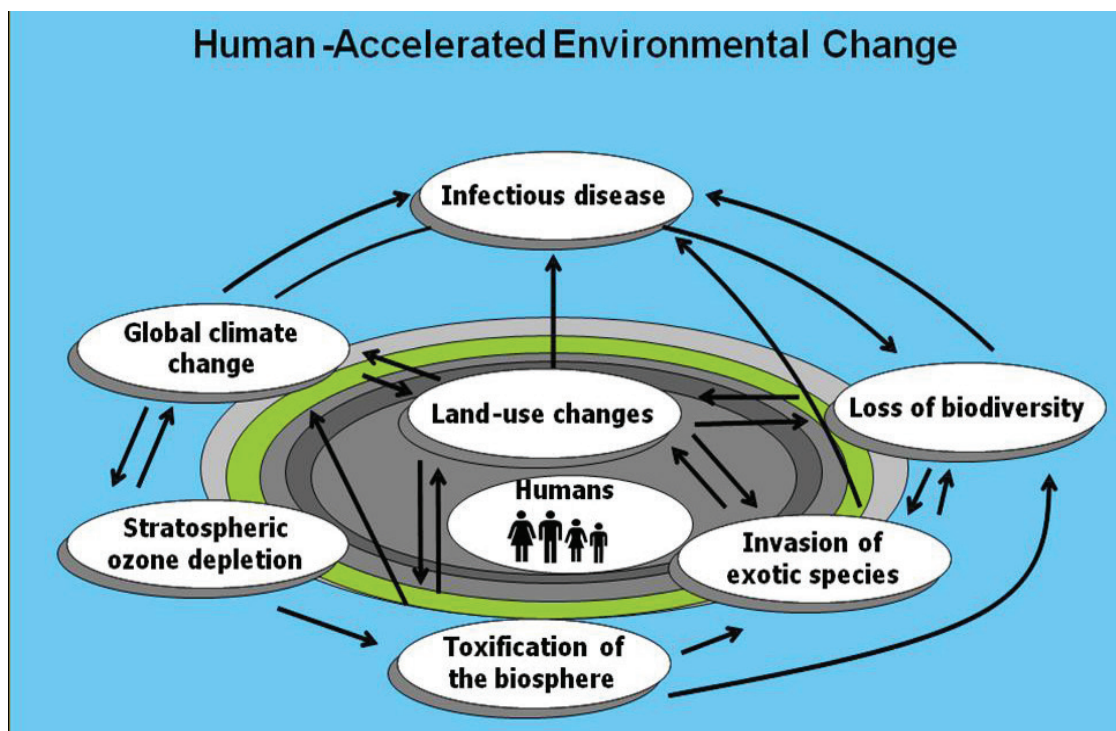 Human-Accelerated Environmental Change
Infectious disease
Global climate
change
Land-use changes
Loss of biodiversity
Humans
Stratospheric
ozone depletion
Invasion of
exotic species
Toxification of
the biosphere